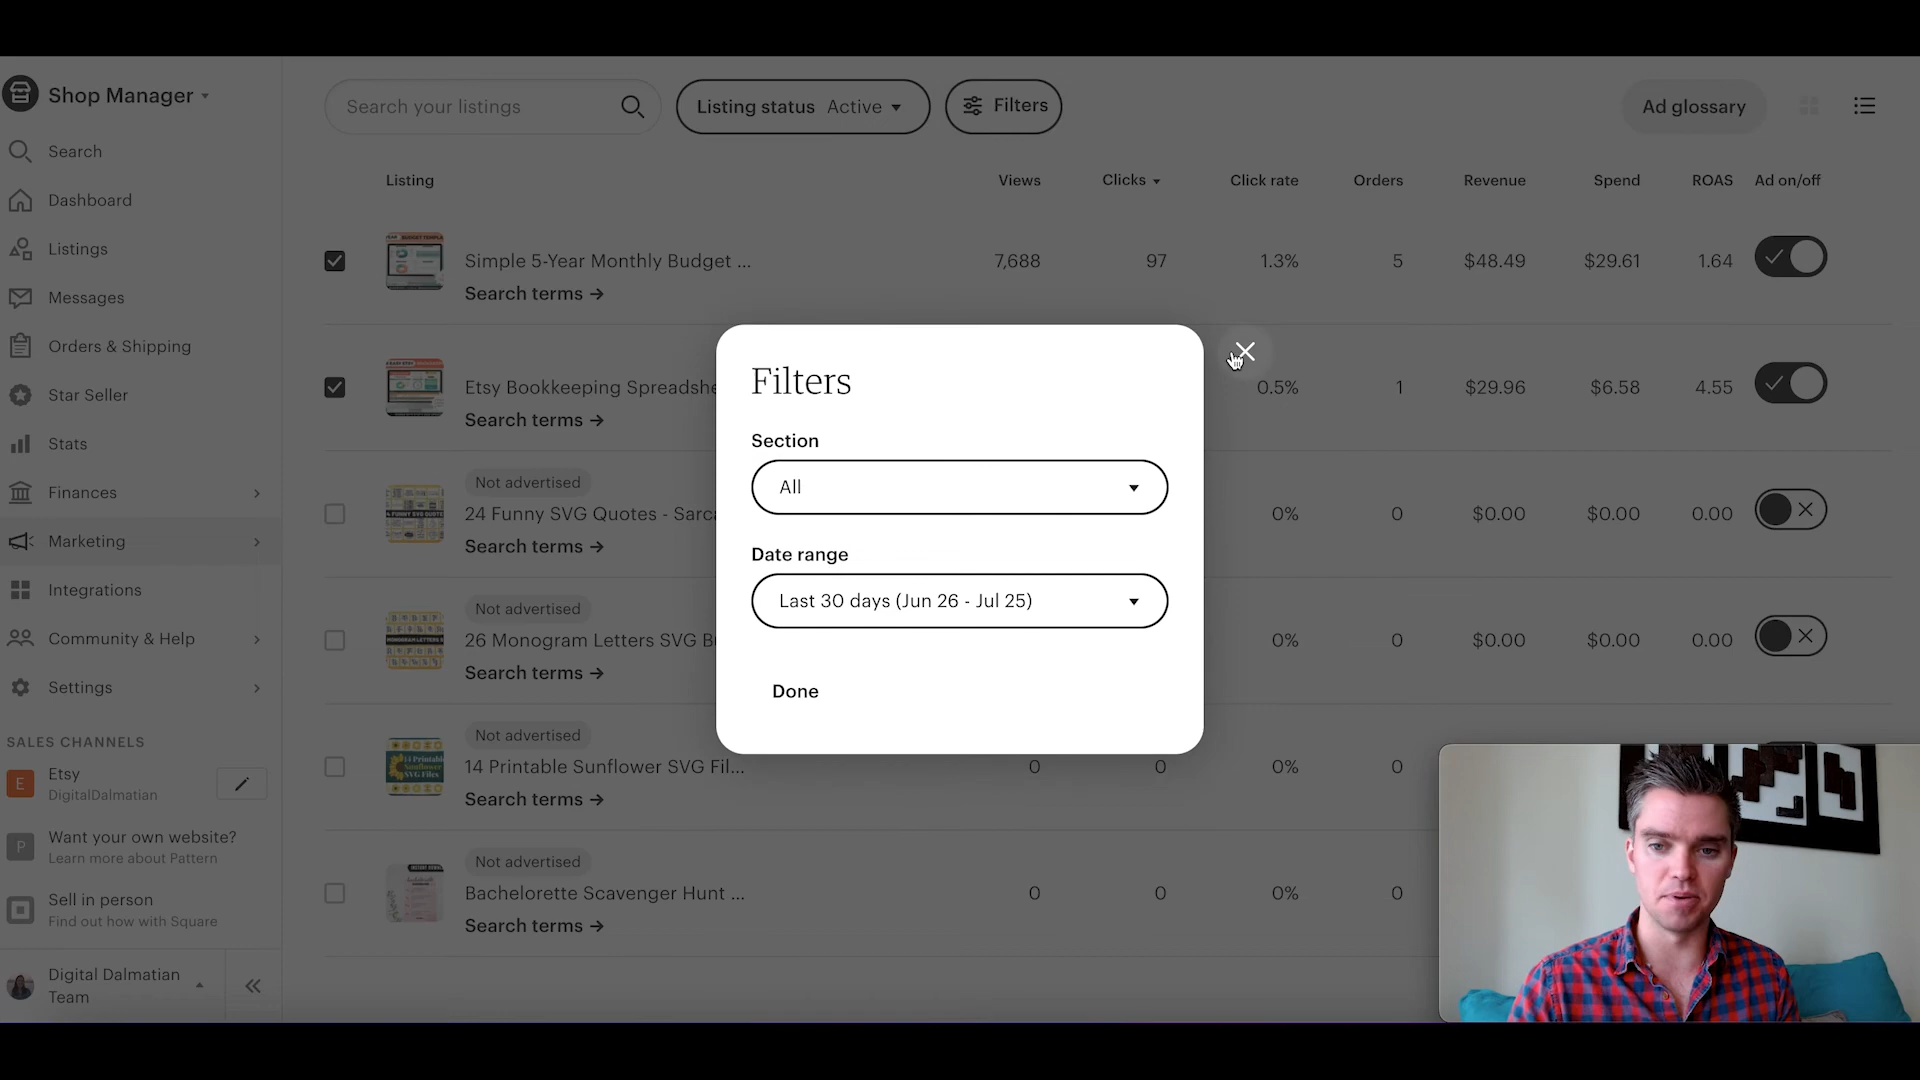 Shop Manager
Search
Dashboard
Listings
Messages
Orders & Shipping
Star Seller
Stats
Finances
Marketing
Integrations
Community & Help
Settings
SALES CHANNELS
E
Etsy
DigitalDalmatian
P
Want your own website?
Learn more about Pattern
Sell in person
Find out how with Square
Digital Dalmatian
Team
Search your listings
Listing status Active
Filters
Ad glossary
Listing Views Clicks Click rate Orders Revenue Spend ROAS Ad on/off
BUDGET TEMPLA
Simple 5-Year Monthly Budget ... 7,688 97 1.3% 5 $48.49 $29.61 1.64
Search terms →
Etsy Bookkeeping Spreadshe 0.5% 1 $29.96 $6.58 4.55
Search terms →
Not advertised
24 Funny SVG Quotes - Sarca 0% 0 $0.00 $0.00 0.00
Search terms →
Not advertised
26 Monogram Letters SVG B 0% 0 $0.00 $0.00 0.00
Search terms →
Not advertised
14 Printable Sunflower SVG Fil... 0 0 0% 0
Search terms →
Not advertised
Bachelorette Scavenger Hunt ... 0 0 0% 0
Search terms →
Filters
Section
All
Date range
Last 30 days (Jun 26 - Jul 25)
Done